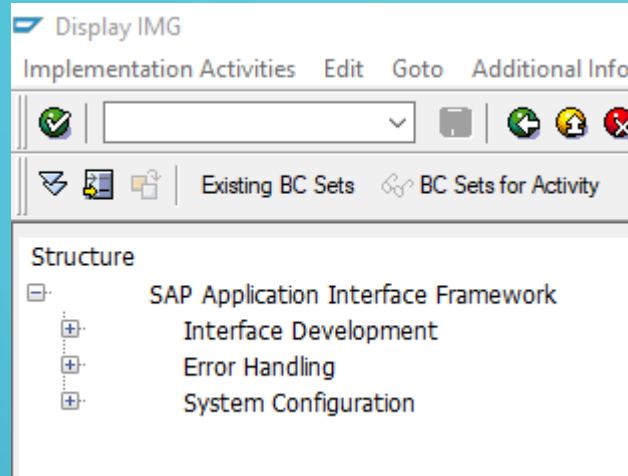 Display IMG
Implementation Activities Edit Goto Additional Info
Existing BC Sets BC Sets for Activity
Structure
SAP Application Interface Framework
Interface Development
Error Handling
System Configuration